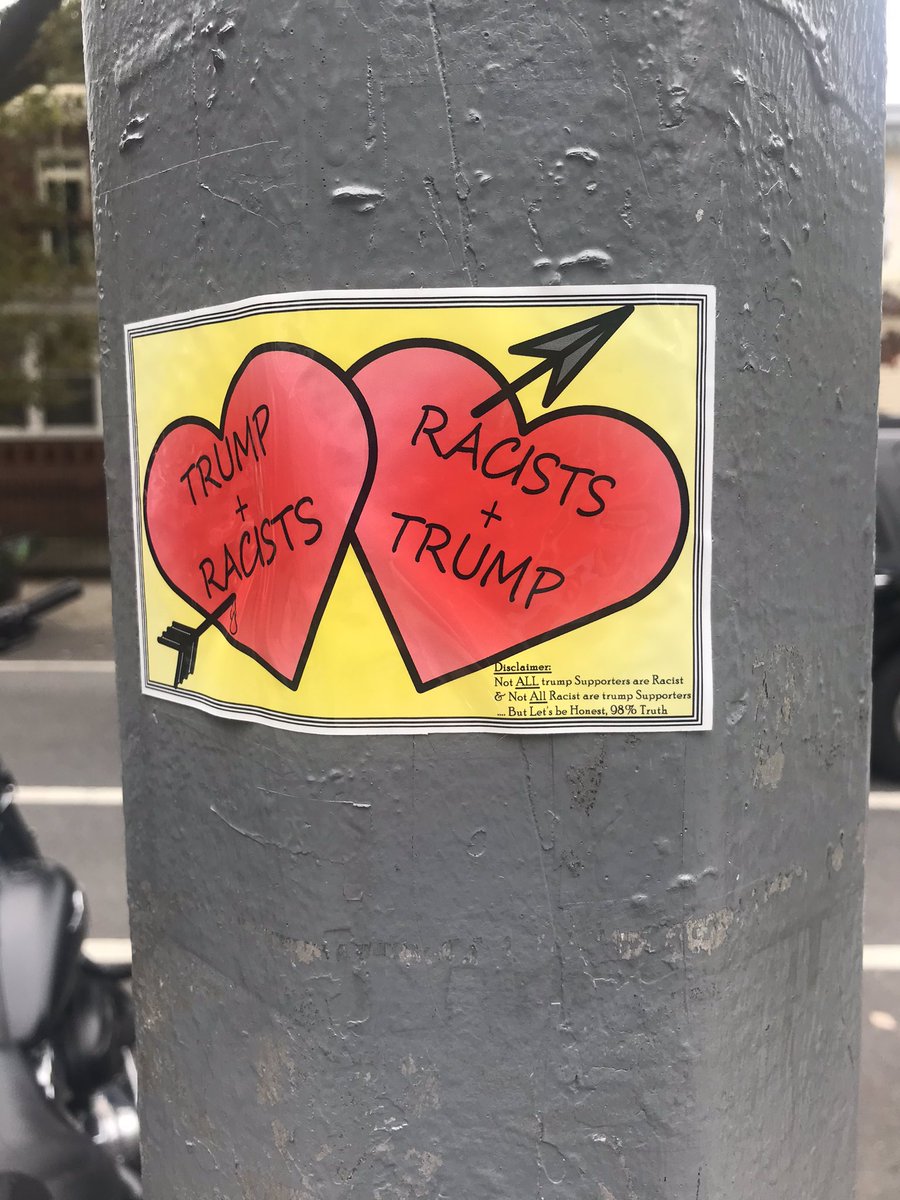 TRUMP
+
RACISTS
RACISTS
+
TRUMP
Disclaimer:
Not ALL trump Supporters are Racist
& Not All Racist are trump Supporters
.... But Let's be Honest, 98% Truth